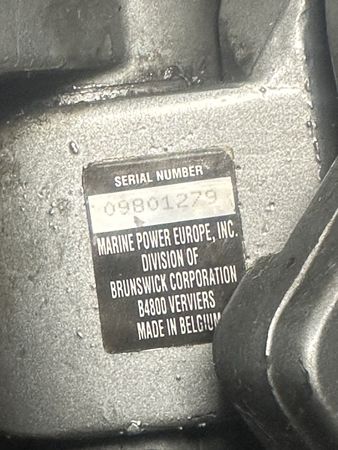 SERIAL NUMBER
09801279
MARINE POWER EUROPE, INC.
DIVISION OF
BRUNSWICK CORPORATION
B4800 VERVIERS
MADE IN BELGIUM